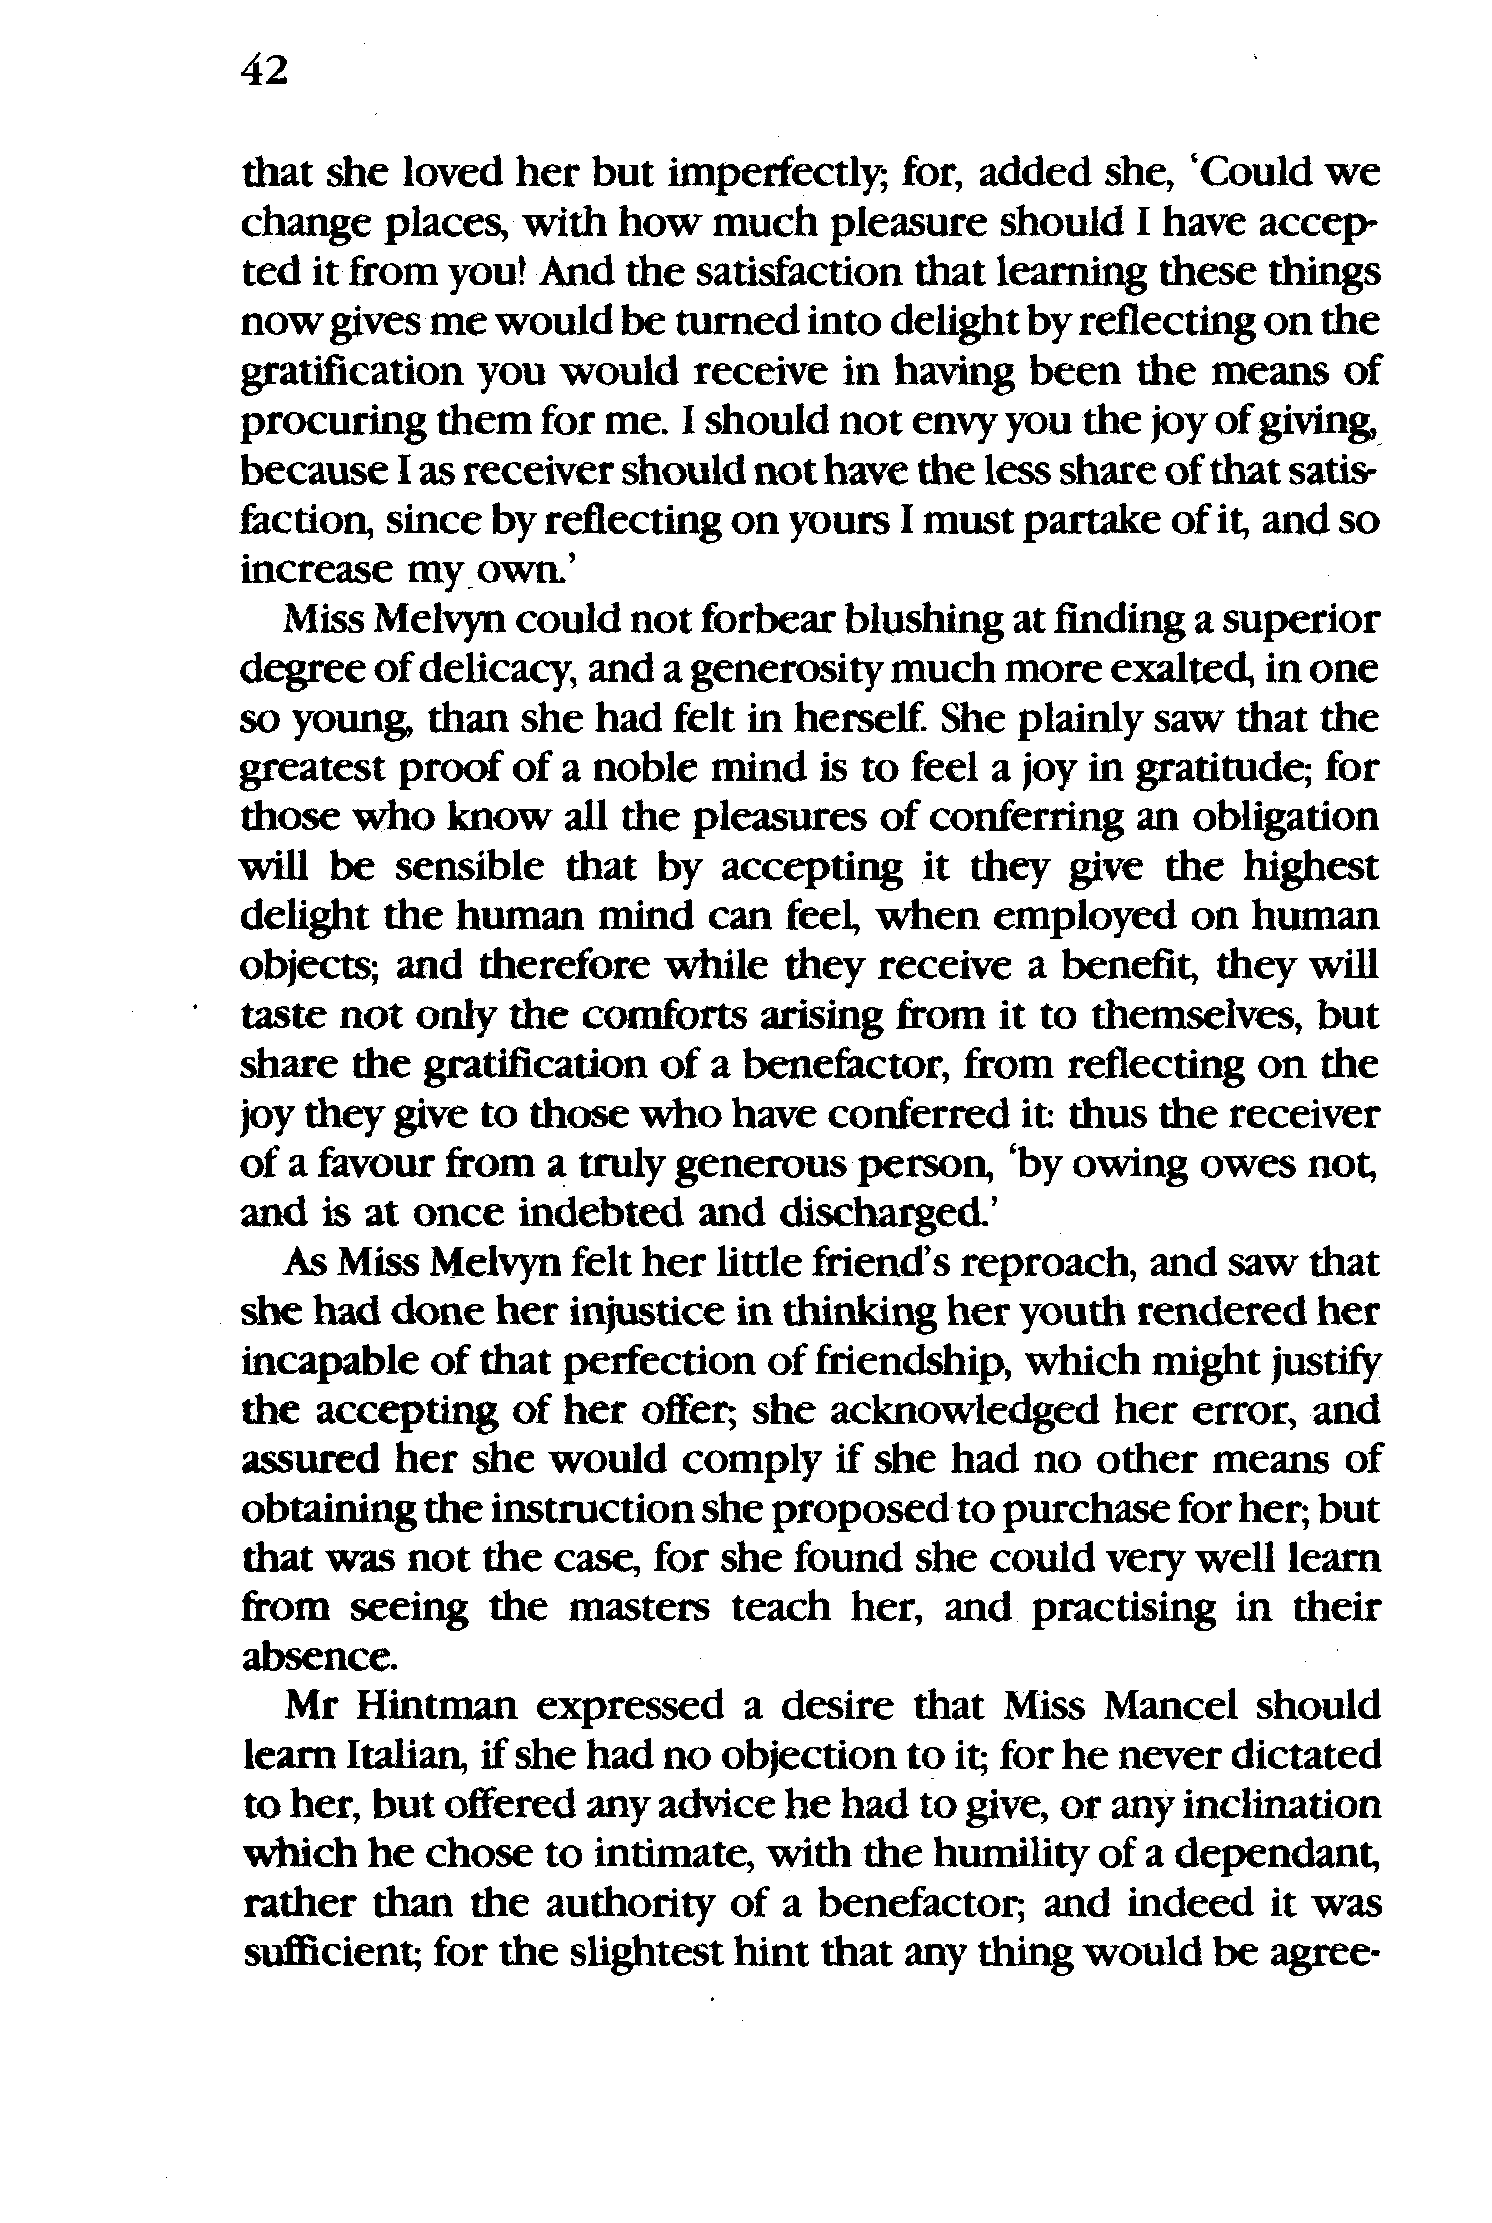 42
that she loved her but imperfectly; for, added she, ‘Could we
change places, with how much pleasure should I have accep-
ted it from you! And the satisfaction that learning these things
now gives me would be turned into delight by reflecting on the
gratification you would receive in having been the means of
procuring them for me. I should not envy you the joy of giving,
because I as receiver should not have the less share of that satis-
faction, since by reflecting on yours I must partake of it, and so
increase my own.’
Miss Melvyn could not forbear blushing at finding a superior
degree of delicacy, and a generosity much more exalted, in one
so young, than she had felt in herself. She plainly saw that the
greatest proof of a noble mind is to feel a joy in gratitude; for
those who know all the pleasures of conferring an obligation
will be sensible that by accepting it they give the highest
delight the human mind can feel, when employed on human
objects; and therefore while they receive a benefit, they will
taste not only the comforts arising from it to themselves, but
share the gratification of a benefactor, from reflecting on the
joy they give to those who have conferred it: thus the receiver
of a favour from a truly generous person, ‘by owing owes not,
and is at once indebted and discharged.’
As Miss Melvyn felt her little friend’s reproach, and saw that
she had done her injustice in thinking her youth rendered her
incapable of that perfection of friendship, which might justify
the accepting of her offer; she acknowledged her error, and
assured her she would comply if she had no other means of
obtaining the instruction she proposed to purchase for her; but
that was not the case, for she found she could very well learn
from seeing the masters teach her, and practising in their
absence.
Mr Hintman expressed a desire that Miss Mancel should
learn Italian, if she had no objection to it; for he never dictated
to her, but offered any advice he had to give, or any inclination
which he chose to intimate, with the humility of a dependant,
rather than the authority of a benefactor; and indeed it was
sufficient; for the slightest hint that any thing would be agree-